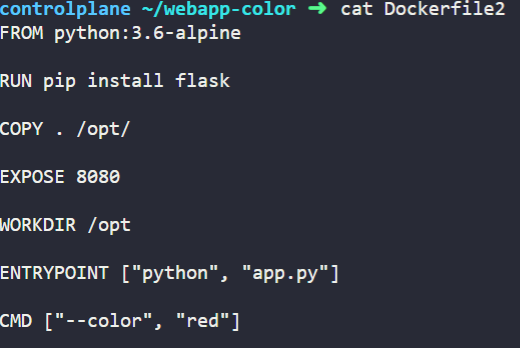 controlplane ~/webapp-color ➜ cat Dockerfile2
FROM python:3.6-alpine
RUN pip install flask
COPY . /opt/
EXPOSE 8080
WORKDIR /opt
ENTRYPOINT ["python", "app.py"]
CMD ["--color", "red"]